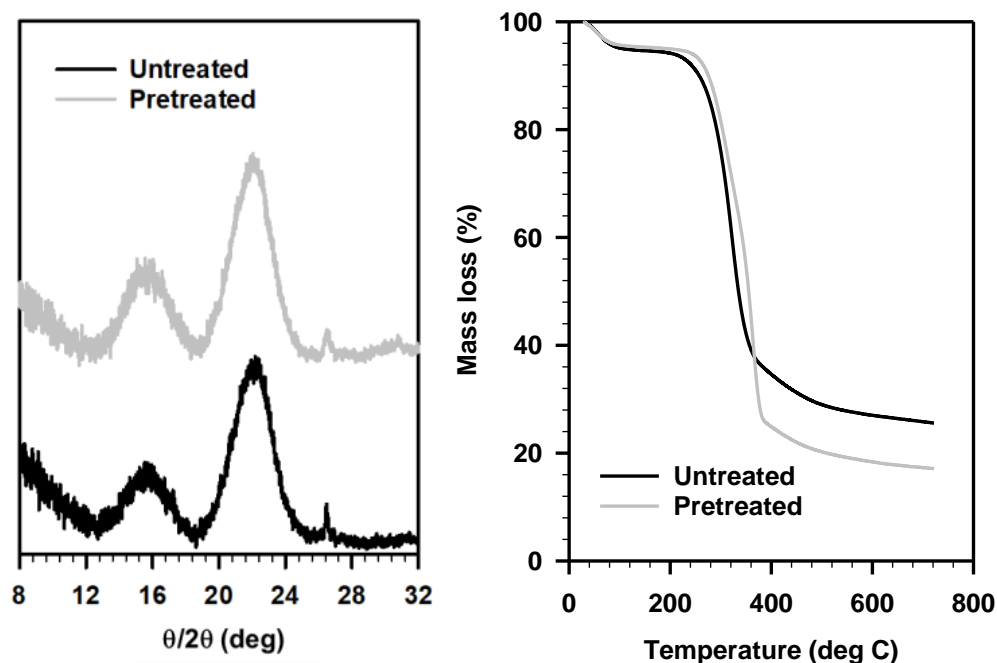 Untreated
Pretreated
8 12 16 20 24 28 32
θ/2θ (deg)
100
80
60
40
20
0
Mass loss (%)
Untreated
Pretreated
0 200 400 600 800
Temperature (deg C)